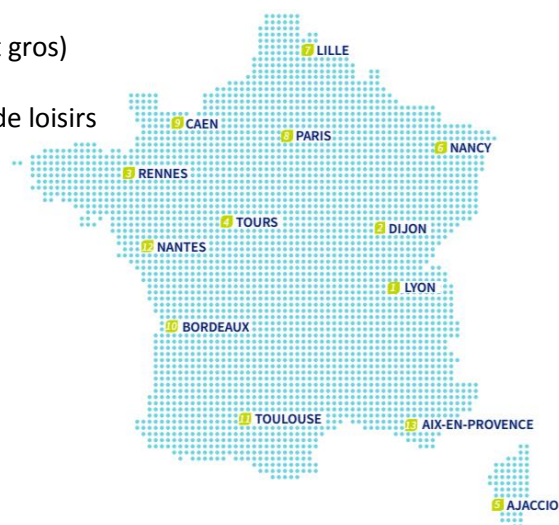 t gros)
de loisirs
7 LILLE
9 CAEN
8 PARIS
6 NANCY
3 RENNES
4 TOURS
2 DIJON
12 NANTES
1 LYON
10 BORDEAUX
11 TOULOUSE
13 AIX-EN-PROVENCE
5 AJACCIO